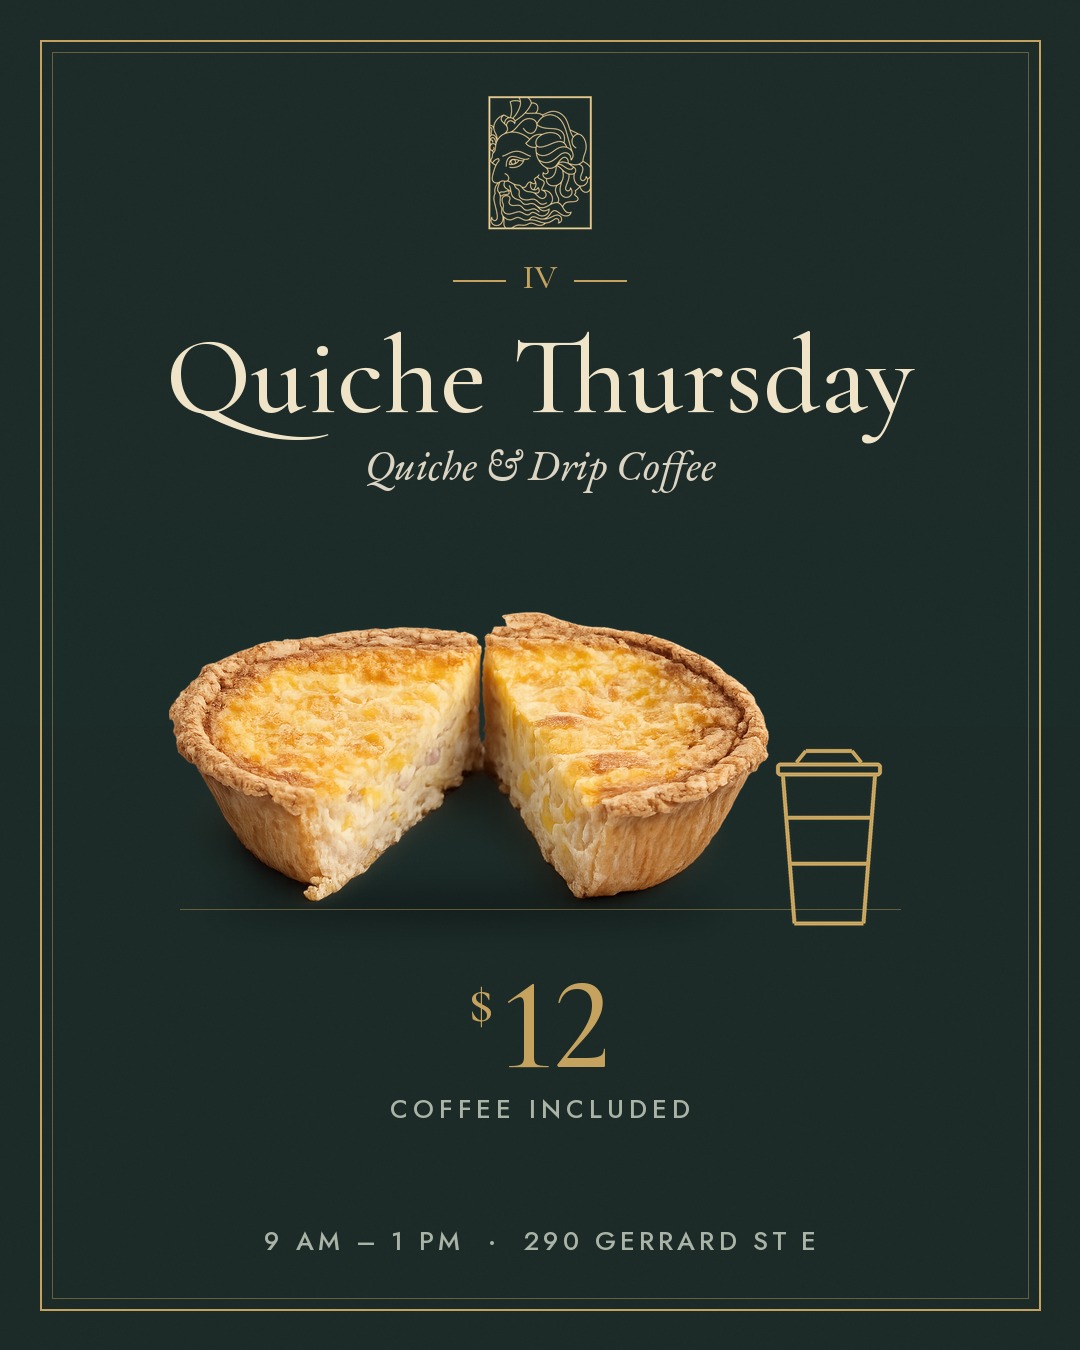 IV
Quiche Thursday
Quiche & Drip Coffee
$12
COFFEE INCLUDED
9 AM – 1 PM · 290 GERRARD ST E